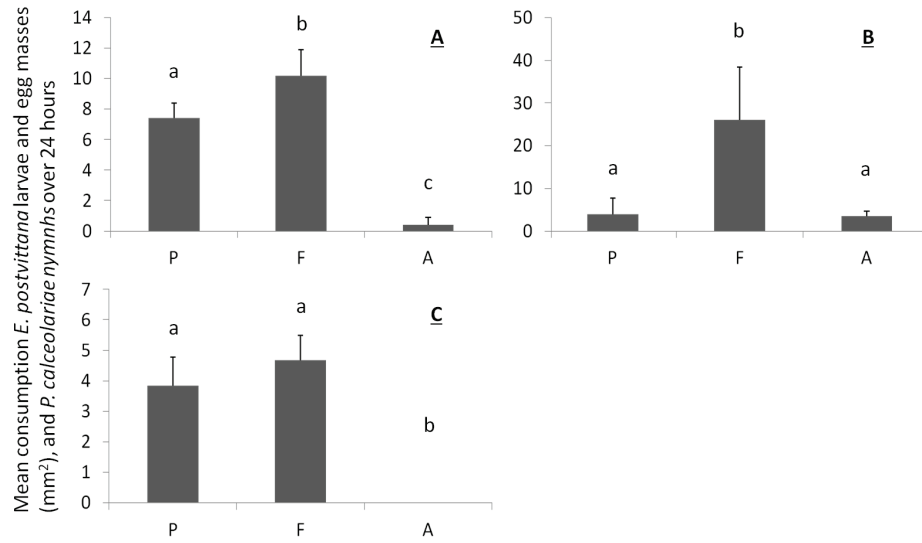 Mean consumption E. postvittana larvae and egg masses
(mm²), and P. calceolariae nymnhs over 24 hours
14
12
10
8
6
4
2
0
a
b
c
A
P
F
A
50
40
30
20
10
0
a
b
a
B
P
F
A
7
6
5
4
3
2
1
0
a
a
b
C
P
F
A